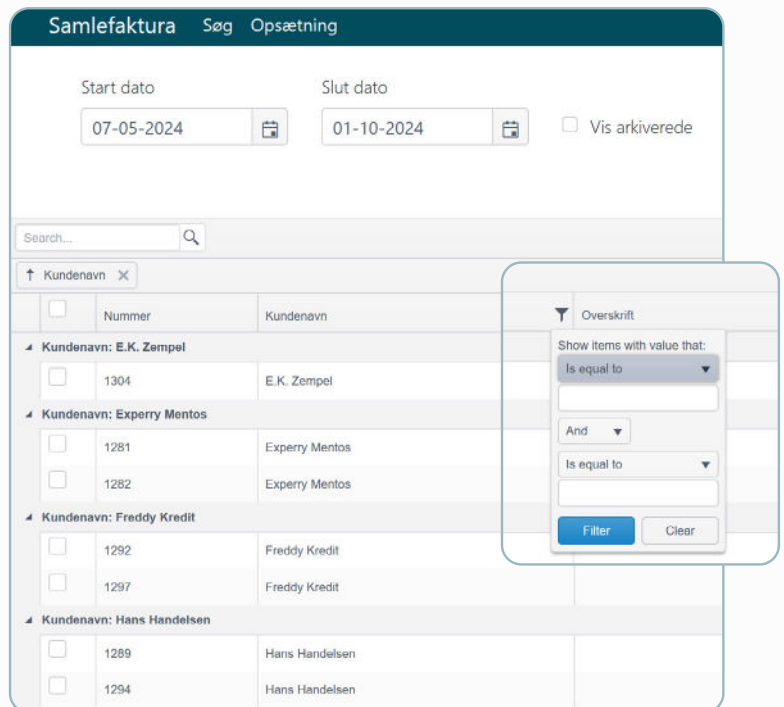 Samlefaktura Søg Opsætning
Start dato Slut dato
07-05-2024 01-10-2024 Vis arkiverede
Search...
↑ Kundenavn ×
Nummer Kundenavn Overskrift
Kundenavn: E.K. Zempel
1304 E.K. Zempel
Kundenavn: Experry Mentos
1281 Experry Mentos
1282 Experry Mentos
Kundenavn: Freddy Kredit
1292 Freddy Kredit
1297 Freddy Kredit
Kundenavn: Hans Handelsen
1289 Hans Handelsen
1294 Hans Handelsen
Show items with value that:
Is equal to
And
Is equal to
Filter Clear